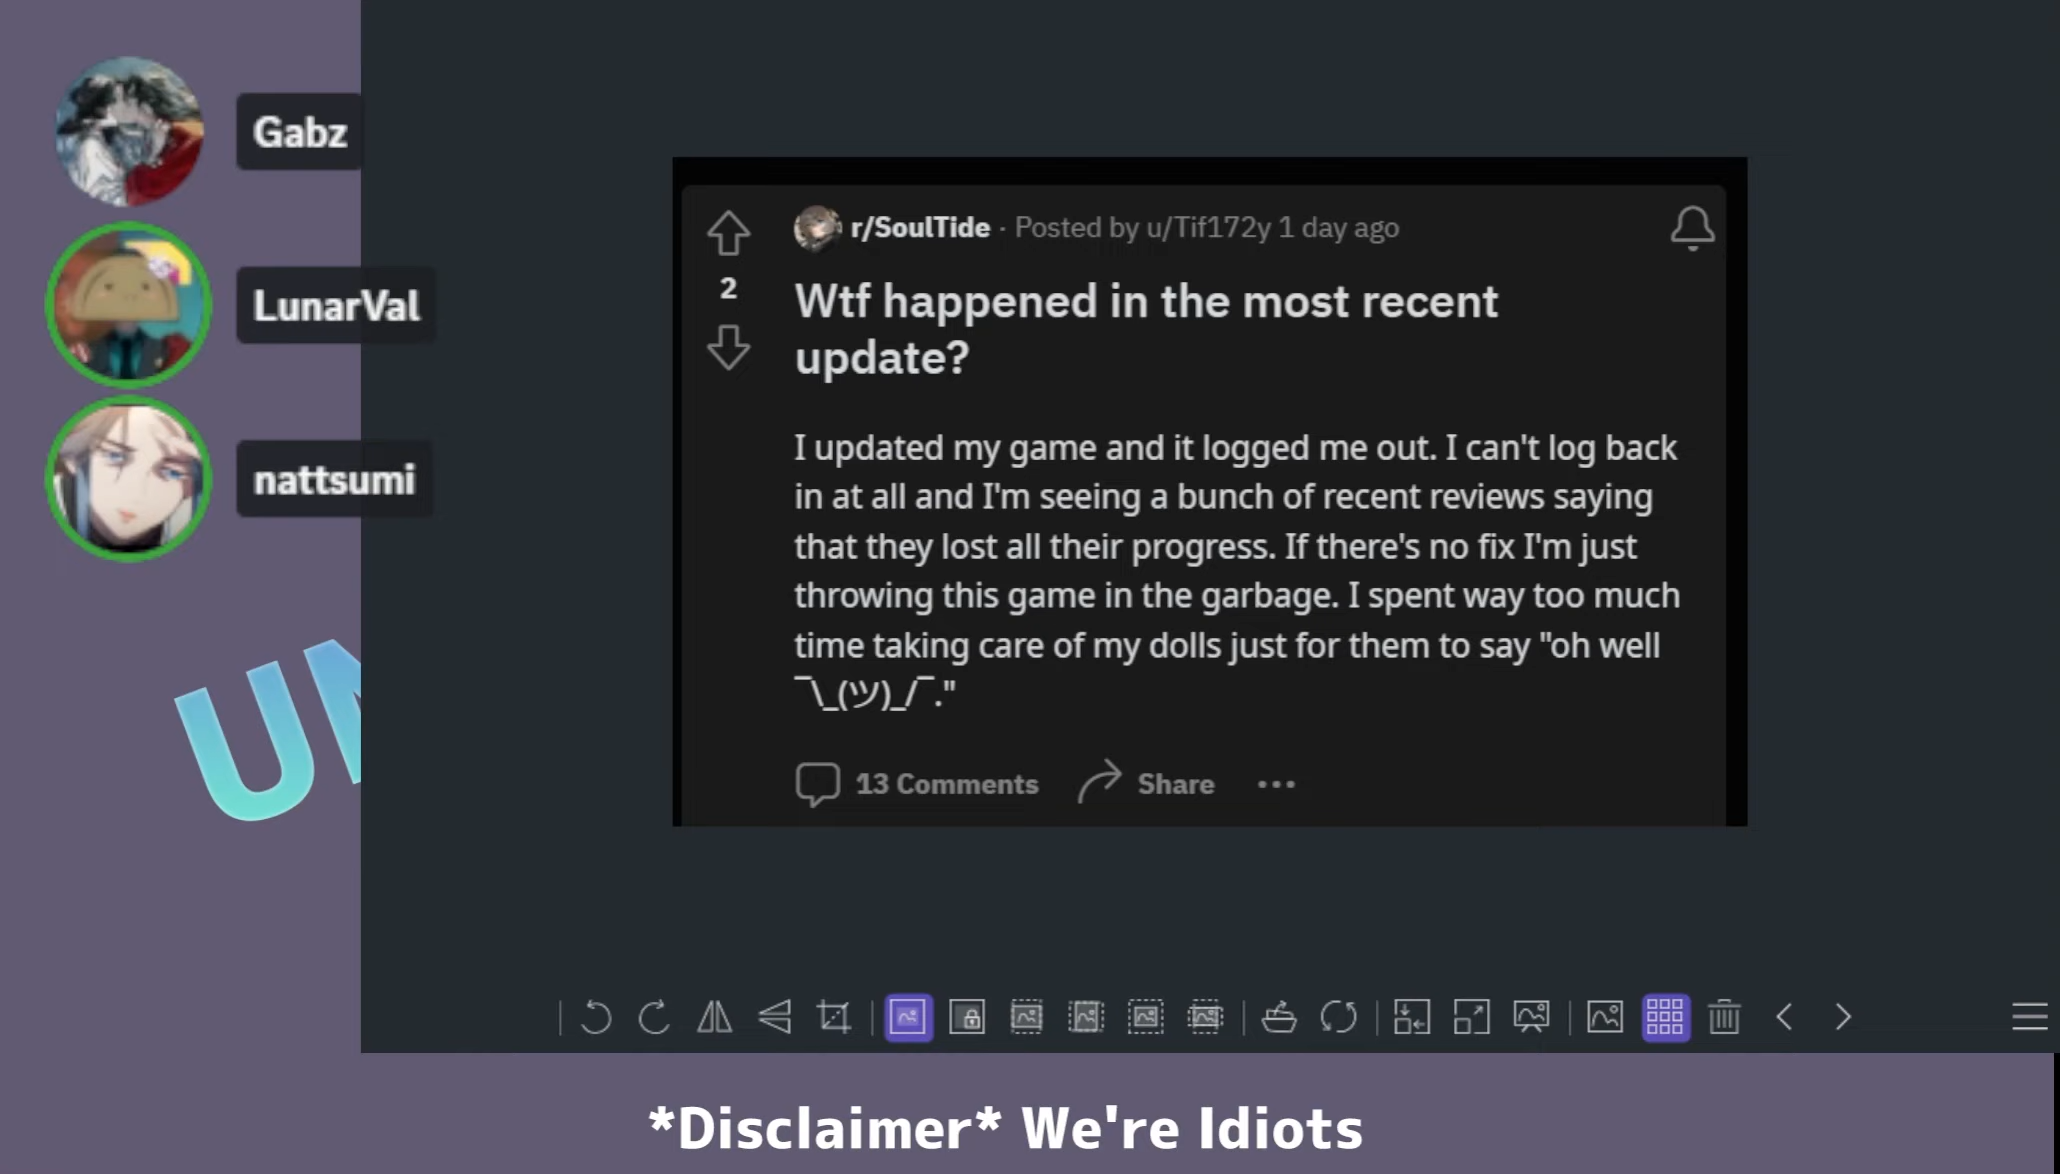 Gabz
LunarVal
nattsumi
r/SoulTide · Posted by u/Tif172y 1 day ago
2
Wtf happened in the most recent
update?
I updated my game and it logged me out. I can't log back
in at all and I'm seeing a bunch of recent reviews saying
that they lost all their progress. If there's no fix I'm just
throwing this game in the garbage. I spent way too much
time taking care of my dolls just for them to say "oh well
¯\_(ツ)_/¯."
13 Comments Share ···
*Disclaimer* We're Idiots